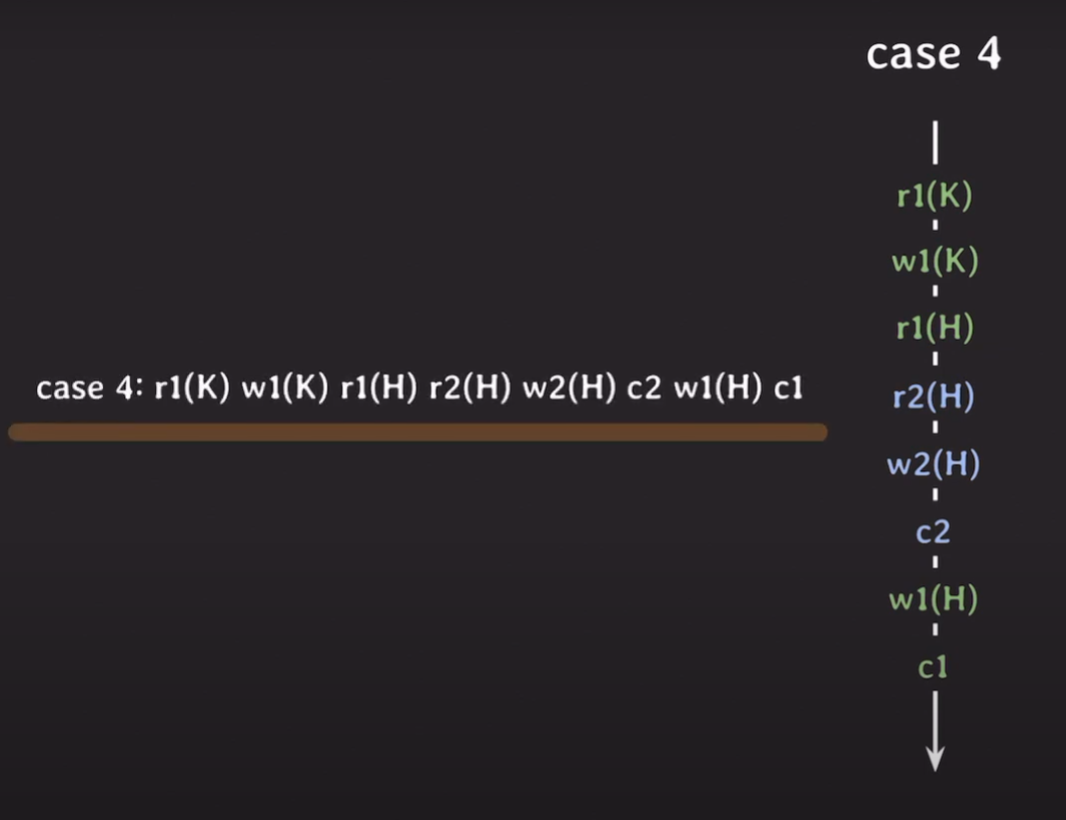 case 4
r1(K)
w1(K)
r1(H)
case 4: r1(K) w1(K) r1(H) r2(H) w2(H) c2 w1(H) c1
r2(H)
w2(H)
c2
w1(H)
c1